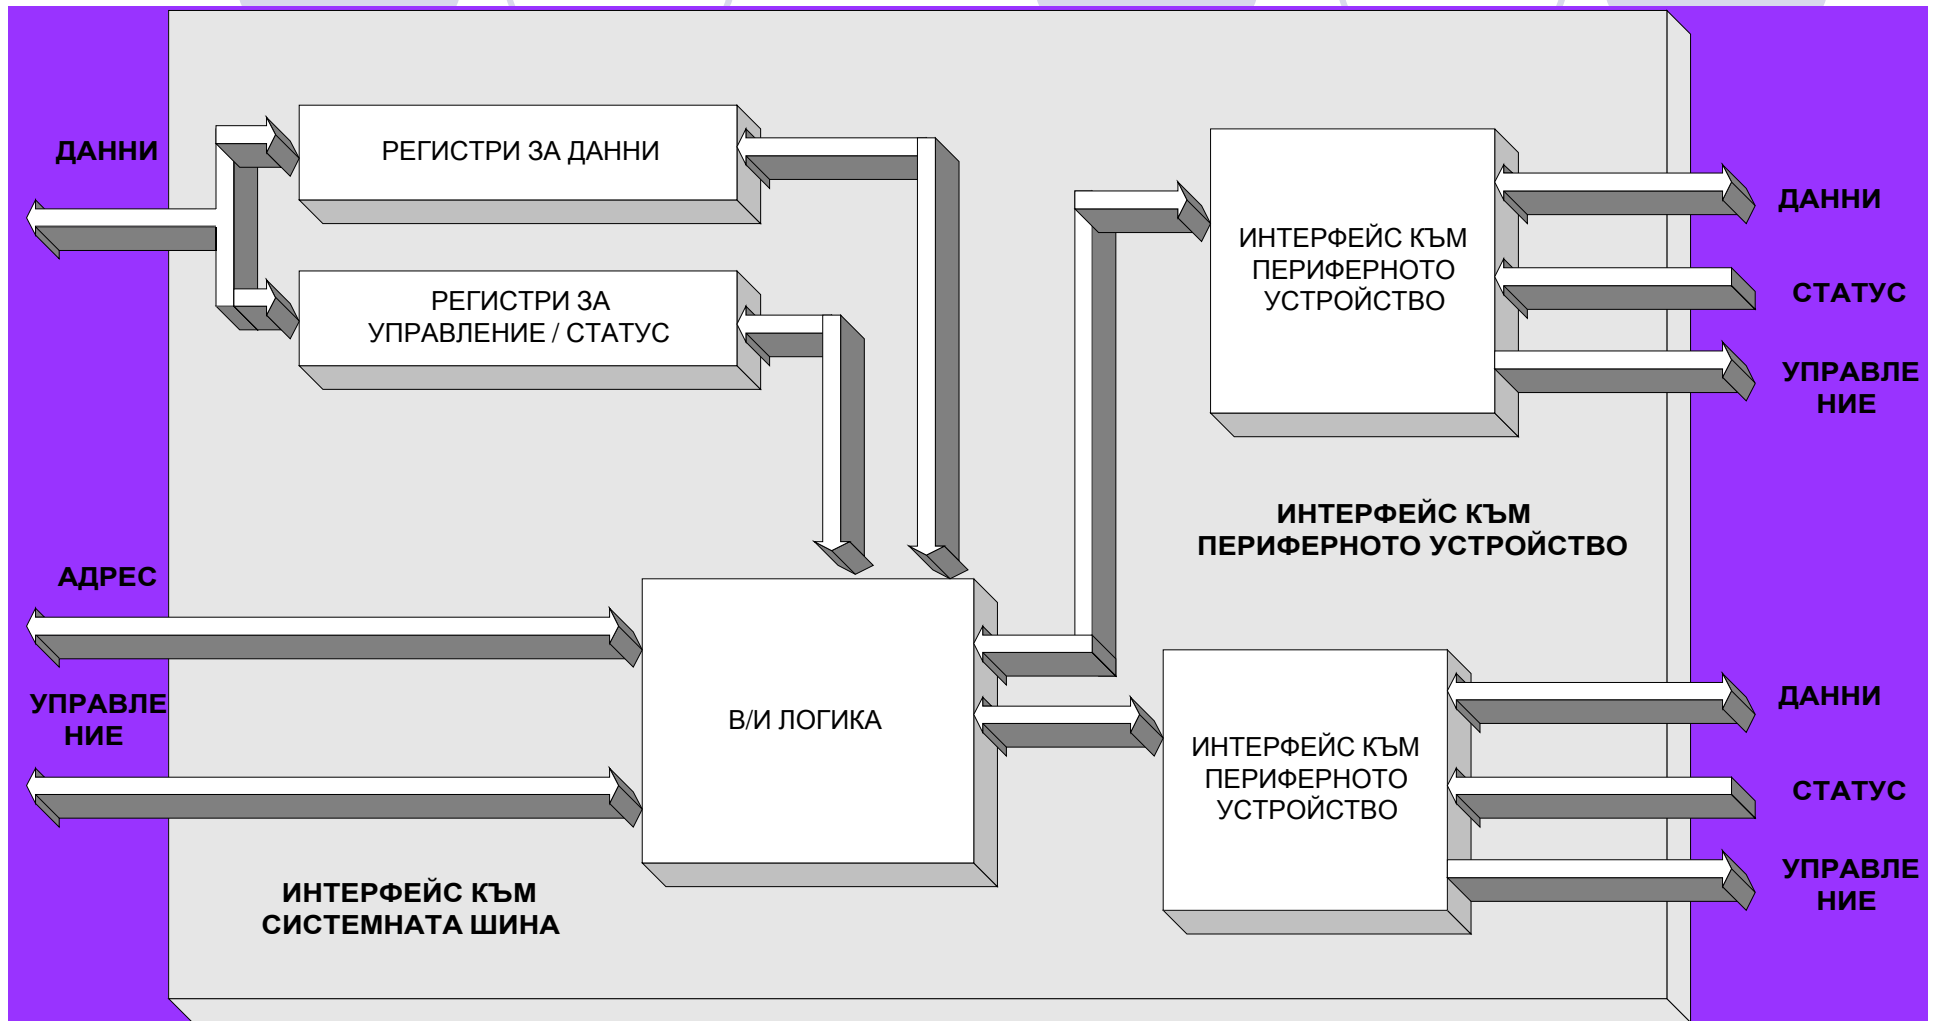 ДАННИ
РЕГИСТРИ ЗА ДАННИ
РЕГИСТРИ ЗА
УПРАВЛЕНИЕ / СТАТУС
АДРЕС
УПРАВЛЕ
НИЕ
В/И ЛОГИКА
ИНТЕРФЕЙС КЪМ
СИСТЕМНАТА ШИНА
ИНТЕРФЕЙС КЪМ
ПЕРИФЕРНОТО
УСТРОЙСТВО
ДАННИ
СТАТУС
УПРАВЛЕ
НИЕ
ИНТЕРФЕЙС КЪМ
ПЕРИФЕРНОТО УСТРОЙСТВО
ИНТЕРФЕЙС КЪМ
ПЕРИФЕРНОТО
УСТРОЙСТВО
ДАННИ
СТАТУС
УПРАВЛЕ
НИЕ